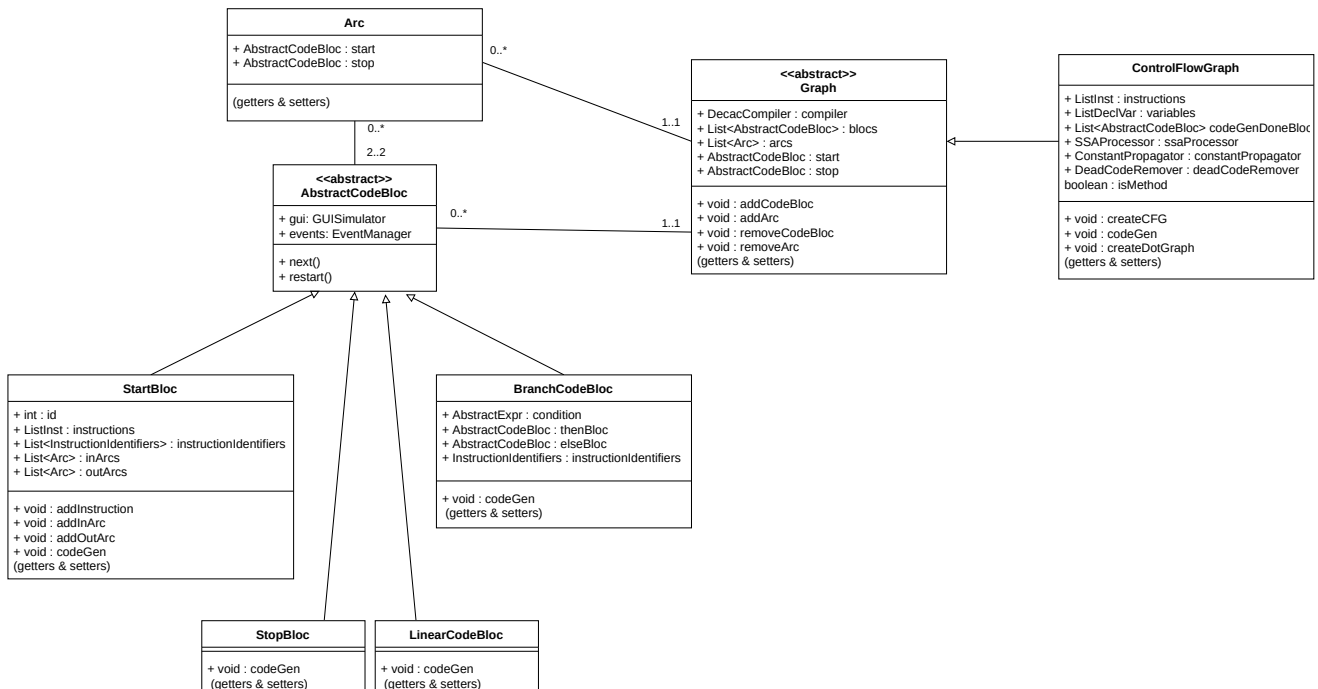 Arc
+ AbstractCodeBloc : start
+ AbstractCodeBloc : stop
(getters & setters)
0..*
1..1
0..*
2..2
<<abstract>>
Graph
+ DecacCompiler : compiler
+ List<AbstractCodeBloc> : blocs
+ List<Arc> : arcs
+ AbstractCodeBloc : start
+ AbstractCodeBloc : stop
+ void : addCodeBloc
+ void : addArc
+ void : removeCodeBloc
+ void : removeArc
(getters & setters)
ControlFlowGraph
+ ListInst : instructions
+ ListDeclVar : variables
+ List<AbstractCodeBloc> codeGenDoneBloc
+ SSAProcessor : ssaProcessor
+ ConstantPropagator : constantPropagator
+ DeadCodeRemover : deadCodeRemover
boolean : isMethod
+ void : createCFG
+ void : codeGen
+ void : createDotGraph
(getters & setters)
<<abstract>>
AbstractCodeBloc
+ gui: GUISimulator
+ events: EventManager
+ next()
+ restart()
0..*
1..1
StartBloc
+ int : id
+ ListInst : instructions
+ List<InstructionIdentifiers> : instructionIdentifiers
+ List<Arc> : inArcs
+ List<Arc> : outArcs
+ void : addInstruction
+ void : addInArc
+ void : addOutArc
+ void : codeGen
(getters & setters)
BranchCodeBloc
+ AbstractExpr : condition
+ AbstractCodeBloc : thenBloc
+ AbstractCodeBloc : elseBloc
+ InstructionIdentifiers : instructionIdentifiers
+ void : codeGen
(getters & setters)
StopBloc
+ void : codeGen
(getters & setters)
LinearCodeBloc
+ void : codeGen
(getters & setters)